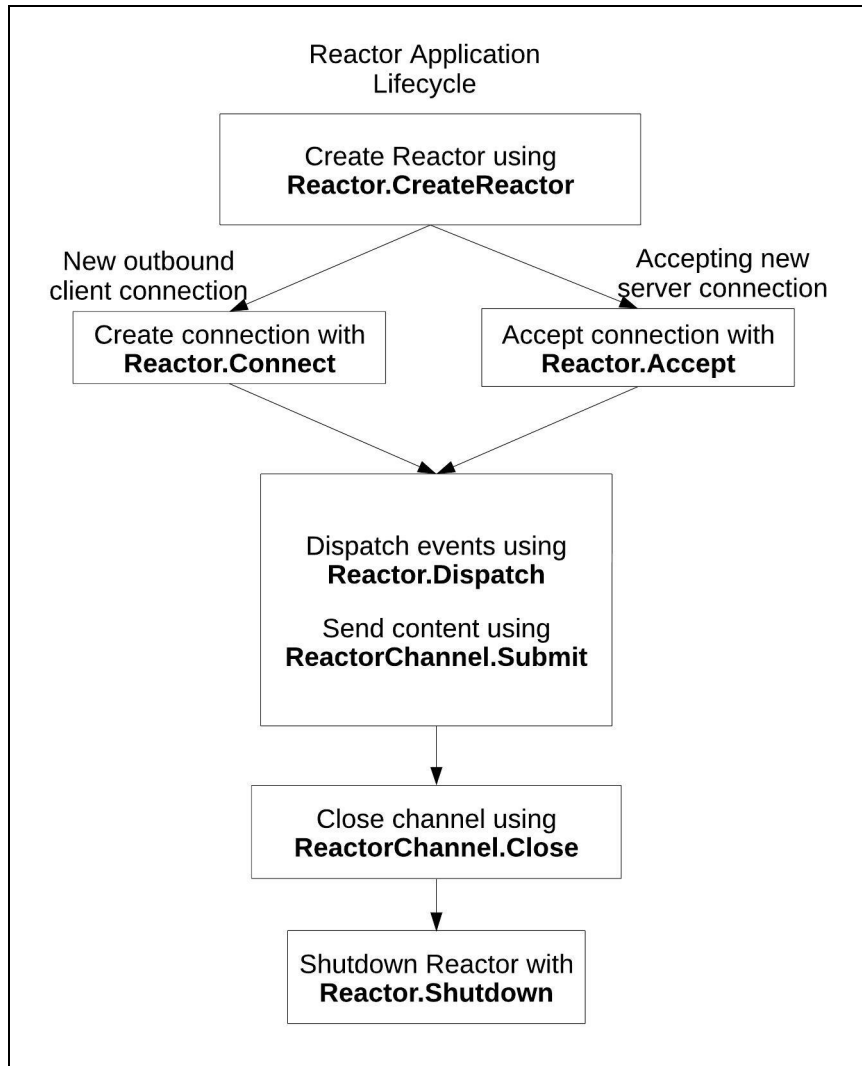 Reactor Application
Lifecycle
Create Reactor using
Reactor.CreateReactor
New outbound
client connection
Accepting new
server connection
Create connection with
Reactor.Connect
Accept connection with
Reactor.Accept
Dispatch events using
Reactor.Dispatch
Send content using
ReactorChannel.Submit
Close channel using
ReactorChannel.Close
Shutdown Reactor with
Reactor.Shutdown